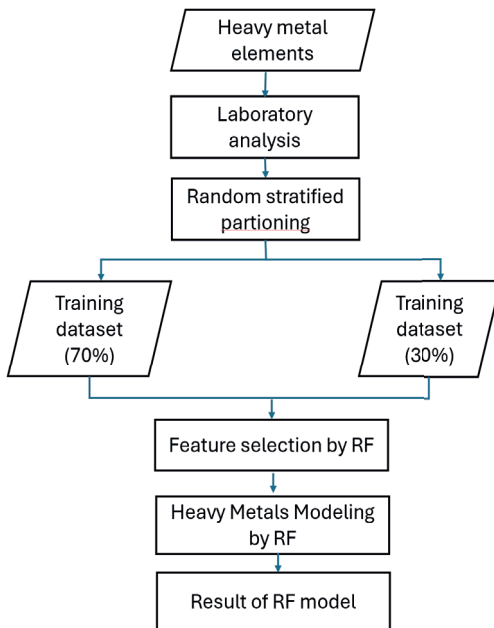 Heavy metal
elements
Laboratory
analysis
Random stratified
partioning
Training
dataset
(70%)
Training
dataset
(30%)
Feature selection by RF
Heavy Metals Modeling
by RF
Result of RF model